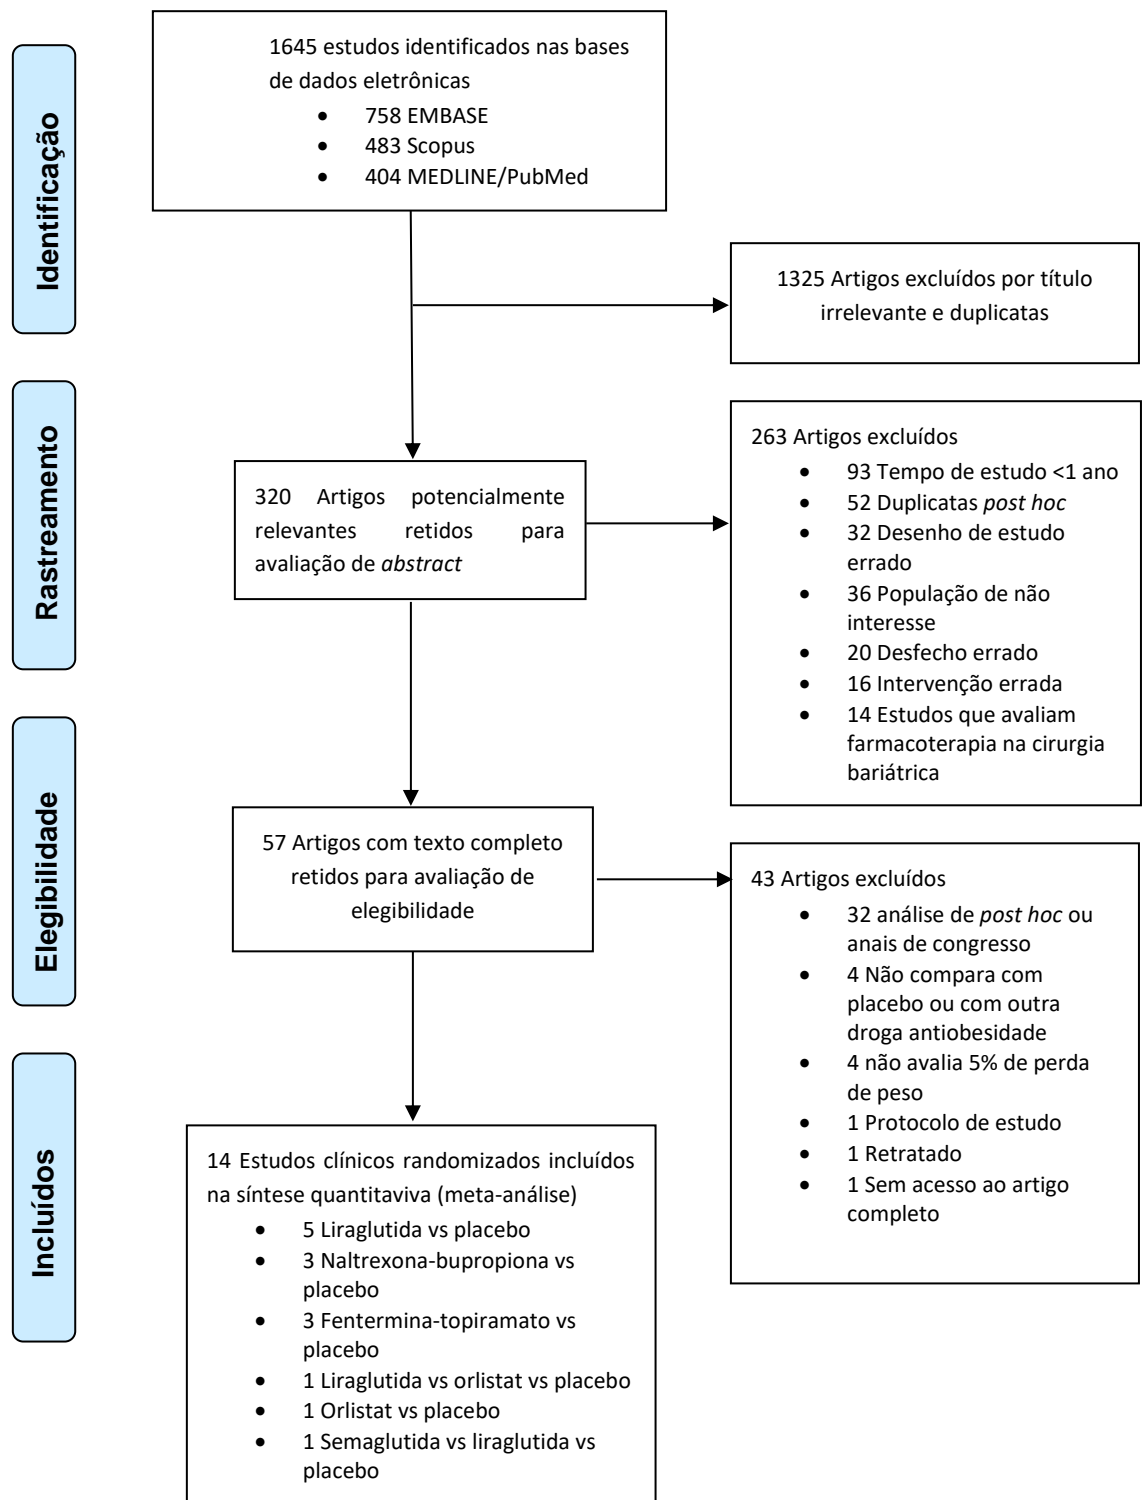 Identificação
1645 estudos identificados nas bases
de dados eletrônicas
• 758 EMBASE
• 483 Scopus
• 404 MEDLINE/PubMed
1325 Artigos excluídos por título
irrelevante e duplicatas
Rastreamento
320 Artigos potencialmente
relevantes retidos para
avaliação de abstract
263 Artigos excluídos
• 93 Tempo de estudo <1 ano
• 52 Duplicatas post hoc
• 32 Desenho de estudo
errado
• 36 População de não
interesse
• 20 Desfecho errado
• 16 Intervenção errada
• 14 Estudos que avaliam
farmacoterapia na cirurgia
bariátrica
Elegibilidade
57 Artigos com texto completo
retidos para avaliação de
elegibilidade
43 Artigos excluídos
• 32 análise de post hoc ou
anais de congresso
• 4 Não compara com
placebo ou com outra
droga antiobesidade
• 4 não avalia 5% de perda
de peso
• 1 Protocolo de estudo
• 1 Retratado
• 1 Sem acesso ao artigo
completo
Incluídos
14 Estudos clínicos randomizados incluídos
na síntese quantitaviva (meta-análise)
• 5 Liraglutida vs placebo
• 3 Naltrexona-bupropiona vs
placebo
• 3 Fentermina-topiramato vs
placebo
• 1 Liraglutida vs orlistat vs placebo
• 1 Orlistat vs placebo
• 1 Semaglutida vs liraglutida vs
placebo